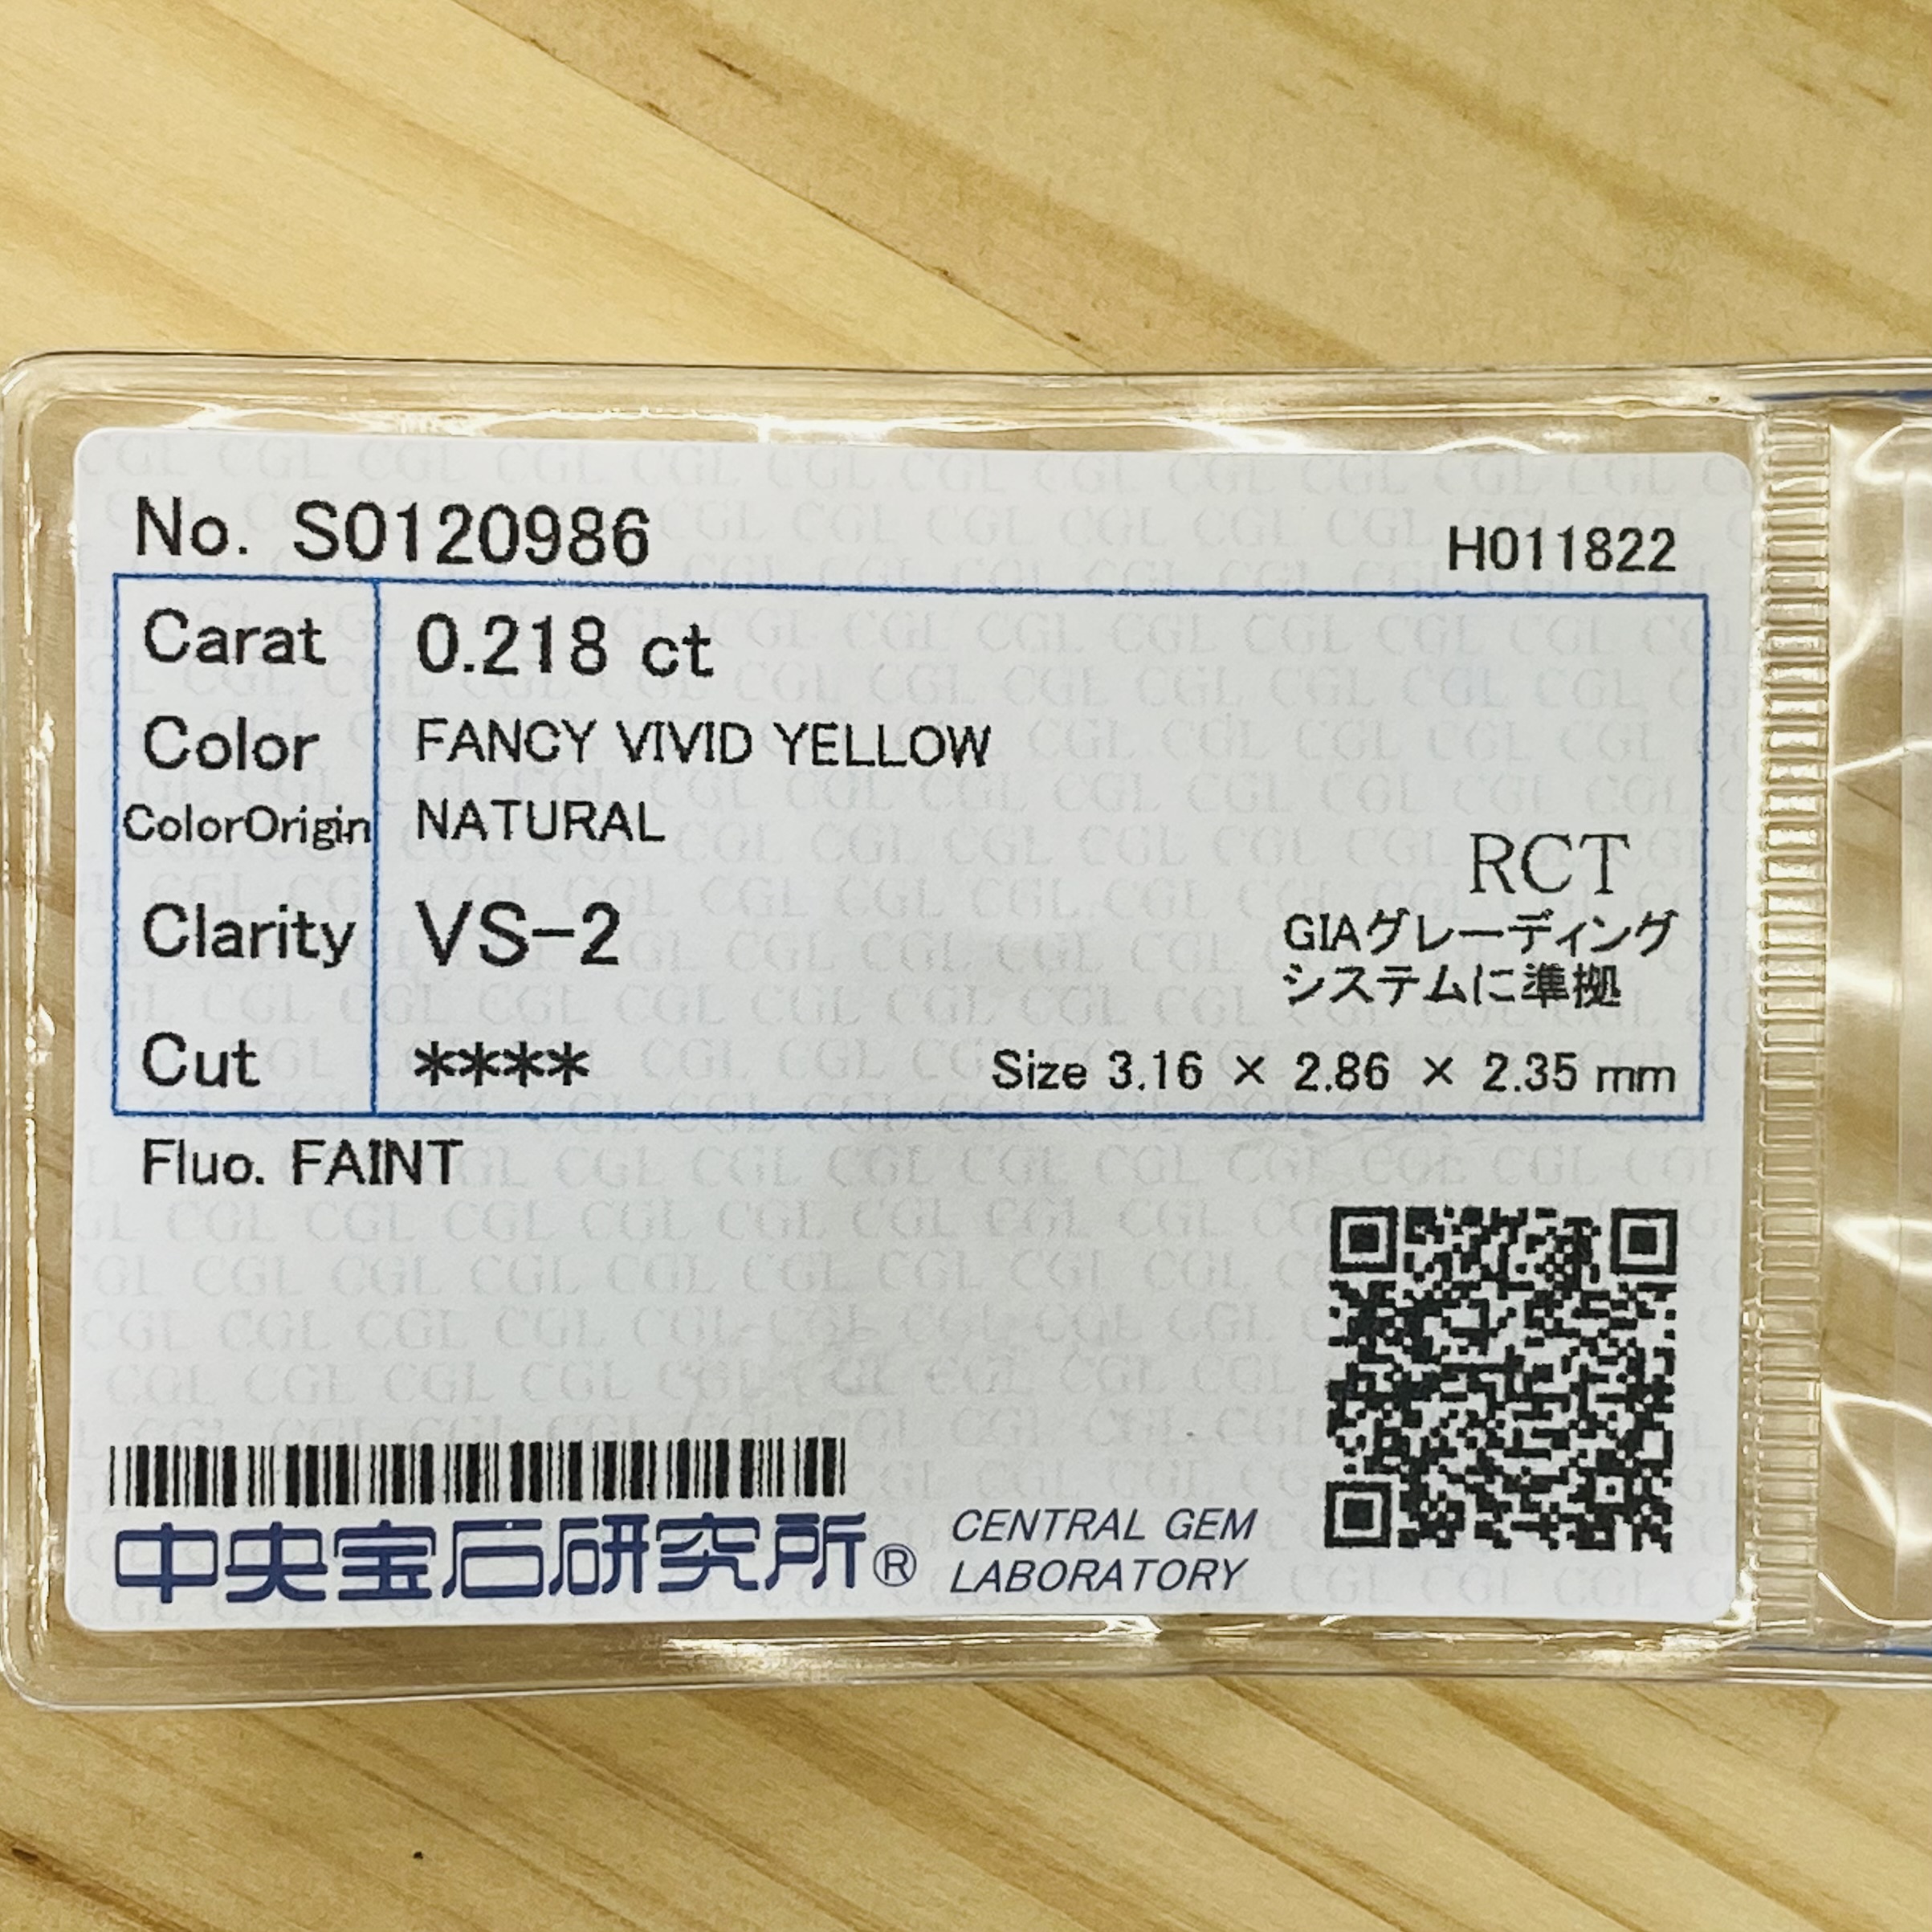 No. S0120986
H011822
Carat 0.218 ct
Color FANCY VIVID YELLOW
ColorOrigin NATURAL
RCT
Clarity VS-2
GIAグレーディング
システムに準拠
Cut ****
Size 3.16 × 2.86 × 2.35 mm
Fluo. FAINT
中央宝石研究所®
CENTRAL GEM
LABORATORY